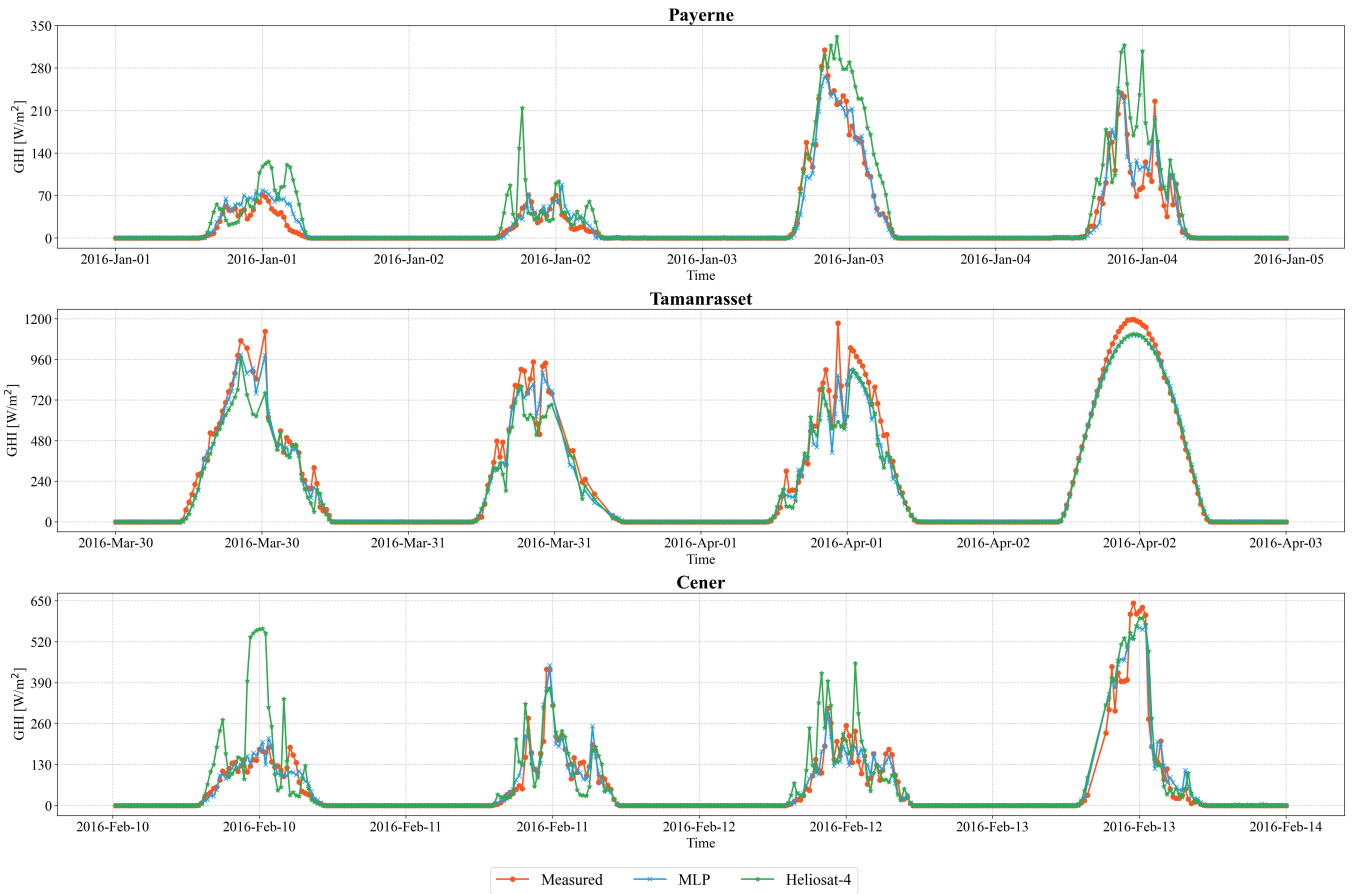 Payerne
GHI [W/m²]
350
280
210
140
70
0
2016-Jan-01 2016-Jan-01 2016-Jan-02 2016-Jan-02 2016-Jan-03 2016-Jan-03 2016-Jan-04 2016-Jan-04 2016-Jan-05
Time
Tamanrasset
GHI [W/m²]
1200
960
720
480
240
0
2016-Mar-30 2016-Mar-30 2016-Mar-31 2016-Mar-31 2016-Apr-01 2016-Apr-01 2016-Apr-02 2016-Apr-02 2016-Apr-03
Time
Cener
GHI [W/m²]
650
520
390
260
130
0
2016-Feb-10 2016-Feb-10 2016-Feb-11 2016-Feb-11 2016-Feb-12 2016-Feb-12 2016-Feb-13 2016-Feb-13 2016-Feb-14
Time
Measured MLP Heliosat-4